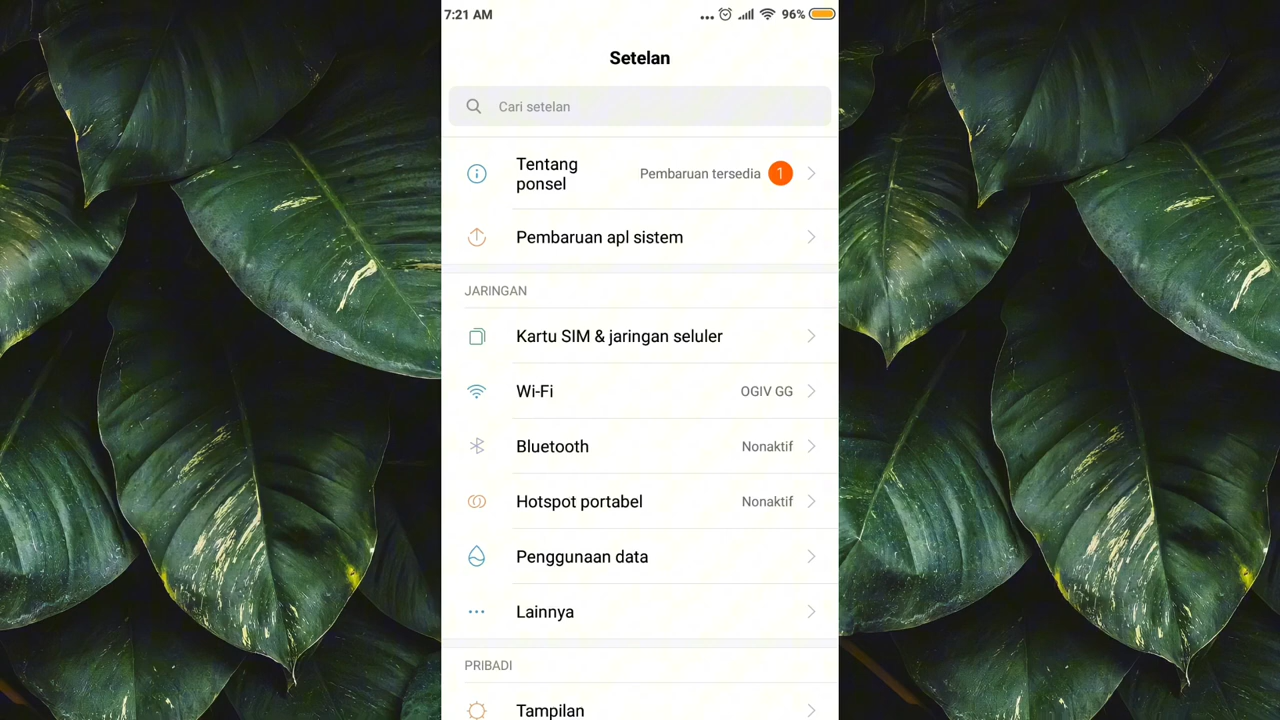 7:21 AM ... 96%
Setelan
Cari setelan
Tentang
ponsel
Pembaruan tersedia 1
Pembaruan apl sistem
JARINGAN
Kartu SIM & jaringan seluler
Wi-Fi OGIV GG
Bluetooth Nonaktif
Hotspot portabel Nonaktif
Penggunaan data
Lainnya
PRIBADI
Tampilan